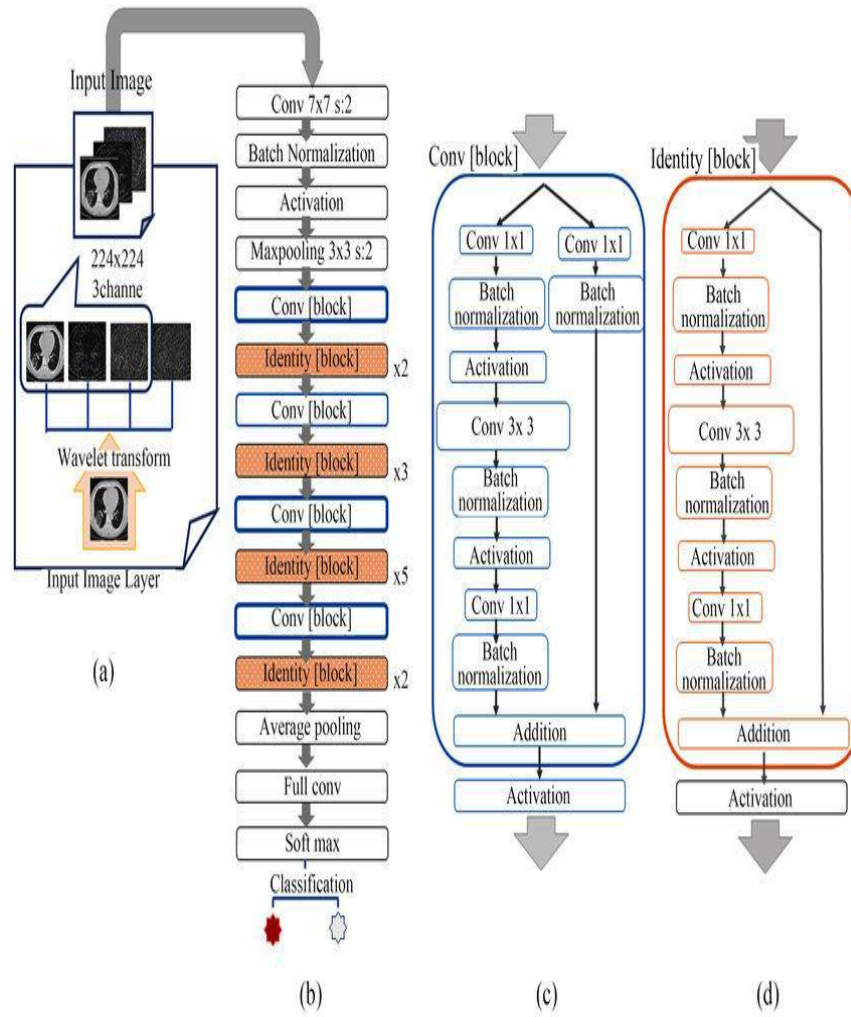 Input Image
224x224
3channe
Wavelet transform
Input Image Layer
(a)
Conv 7x7 s:2
Batch Normalization
Activation
Maxpooling 3x3 s:2
Conv [block]
Identity [block]
x2
Conv [block]
Identity [block]
x3
Conv [block]
Identity [block]
x5
Conv [block]
Identity [block]
x2
Average pooling
Full conv
Soft max
Classification
(b)
Conv [block]
Conv 1x1
Batch
normalization
Activation
Conv 3x 3
Batch
normalization
Activation
Conv 1x1
Batch
normalization
Conv 1x1
Batch
normalization
Addition
Activation
(c)
Identity [block]
Conv 1x1
Batch
normalization
Activation
Conv 3x 3
Batch
normalization
Activation
Conv 1x1
Batch
normalization
Addition
Activation
(d)